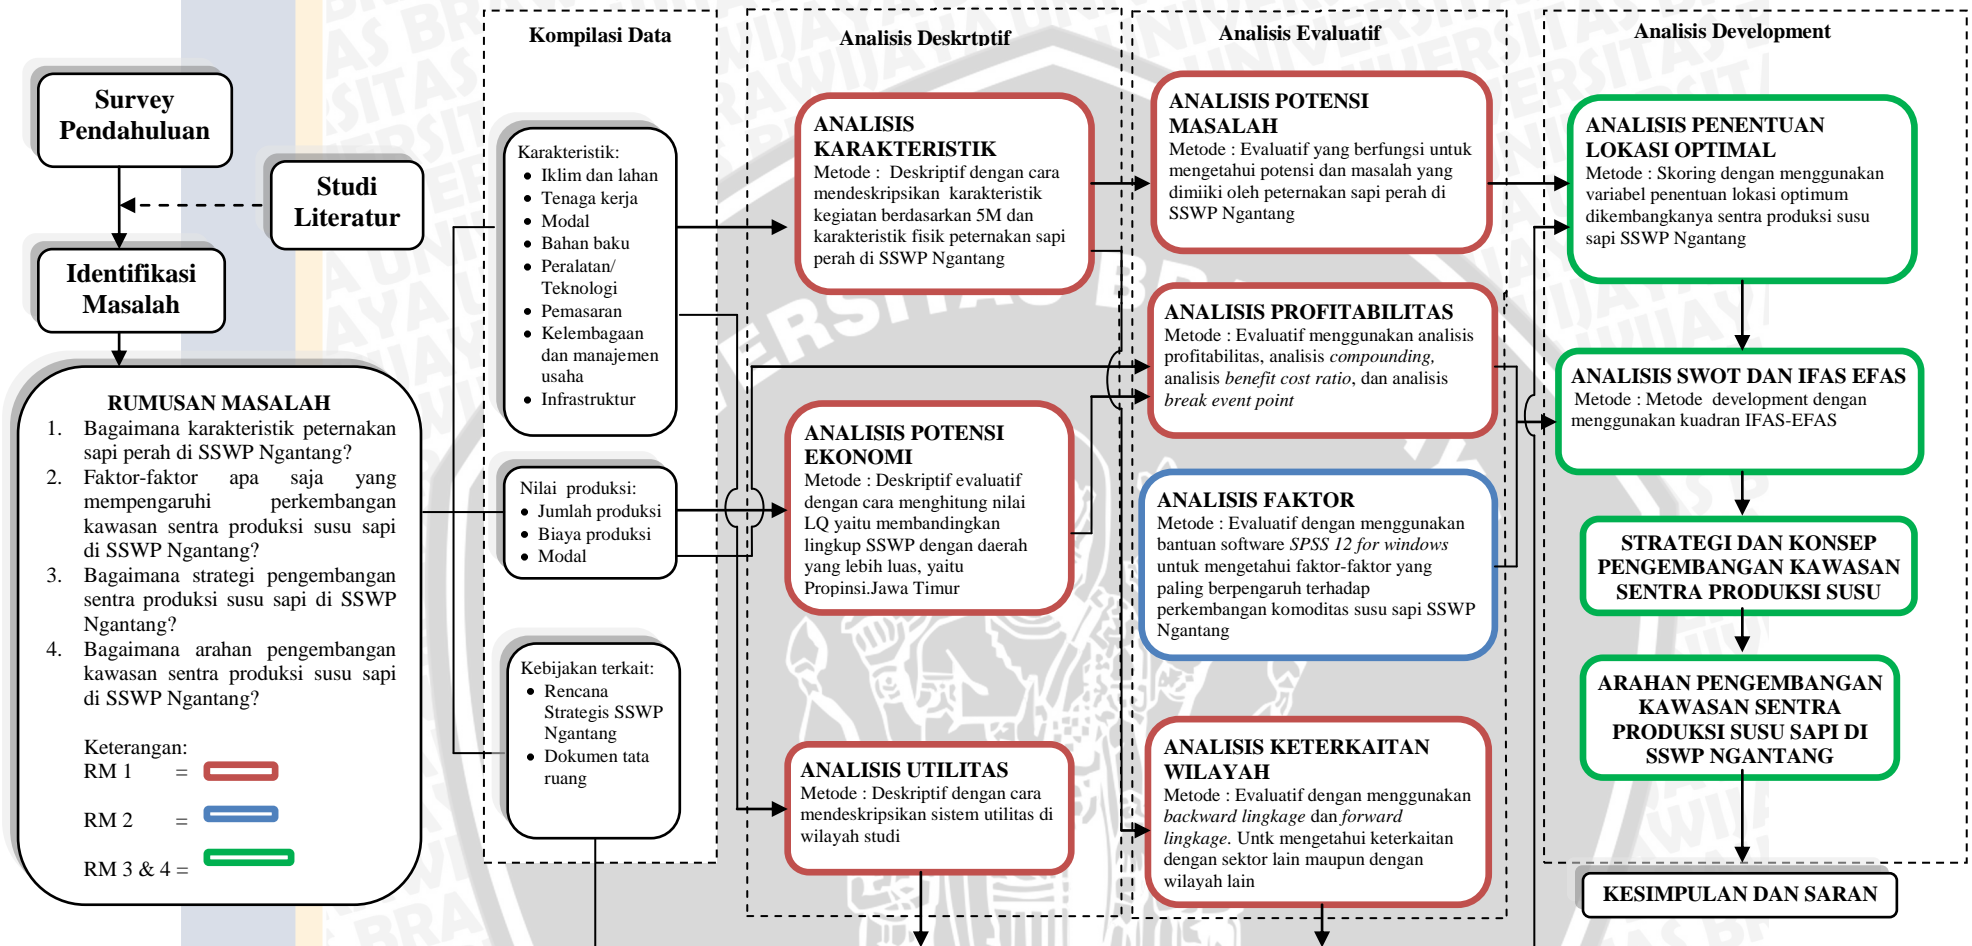 Survey
Pendahuluan
Studi
Literatur
Identifikasi
Masalah
RUMUSAN MASALAH
1. Bagaimana karakteristik peternakan
sapi perah di SSWP Ngantang?
2. Faktor-faktor apa saja yang
mempengaruhi perkembangan
kawasan sentra produksi susu sapi
di SSWP Ngantang?
3. Bagaimana strategi pengembangan
sentra produksi susu sapi di SSWP
Ngantang?
4. Bagaimana arahan pengembangan
kawasan sentra produksi susu sapi
di SSWP Ngantang?
Keterangan:
RM 1 =
RM 2 =
RM 3 & 4 =
Kompilasi Data
Karakteristik:
• Iklim dan lahan
• Tenaga kerja
• Modal
• Bahan baku
• Peralatan/
Teknologi
• Pemasaran
• Kelembagaan
dan manajemen
usaha
• Infrastruktur
Nilai produksi:
• Jumlah produksi
• Biaya produksi
• Modal
Kebijakan terkait:
• Rencana
Strategis SSWP
Ngantang
• Dokumen tata
ruang
Analisis Deskrtptif
ANALISIS
KARAKTERISTIK
Metode : Deskriptif dengan cara
mendeskripsikan karakteristik
kegiatan berdasarkan 5M dan
karakteristik fisik peternakan sapi
perah di SSWP Ngantang
ANALISIS POTENSI
EKONOMI
Metode : Deskriptif evaluatif
dengan cara menghitung nilai
LQ yaitu membandingkan
lingkup SSWP dengan daerah
yang lebih luas, yaitu
Propinsi.Jawa Timur
ANALISIS UTILITAS
Metode : Deskriptif dengan cara
mendeskripsikan sistem utilitas di
wilayah studi
Analisis Evaluatif
ANALISIS POTENSI
MASALAH
Metode : Evaluatif yang berfungsi untuk
mengetahui potensi dan masalah yang
dimiiki oleh peternakan sapi perah di
SSWP Ngantang
ANALISIS PROFITABILITAS
Metode : Evaluatif menggunakan analisis
profitabilitas, analisis compounding,
analisis benefit cost ratio, dan analisis
break event point
ANALISIS FAKTOR
Metode : Evaluatif dengan menggunakan
bantuan software SPSS 12 for windows
untuk mengetahui faktor-faktor yang
paling berpengaruh terhadap
perkembangan komoditas susu sapi SSWP
Ngantang
ANALISIS KETERKAITAN
WILAYAH
Metode : Evaluatif dengan menggunakan
backward lingkage dan forward
lingkage. Untk mengetahui keterkaitan
dengan sektor lain maupun dengan
wilayah lain
Analisis Development
ANALISIS PENENTUAN
LOKASI OPTIMAL
Metode : Skoring dengan menggunakan
variabel penentuan lokasi optimum
dikembangkanya sentra produksi susu
sapi SSWP Ngantang
ANALISIS SWOT DAN IFAS EFAS
Metode : Metode development dengan
menggunakan kuadran IFAS-EFAS
STRATEGI DAN KONSEP
PENGEMBANGAN KAWASAN
SENTRA PRODUKSI SUSU
ARAHAN PENGEMBANGAN
KAWASAN SENTRA
PRODUKSI SUSU SAPI DI
SSWP NGANTANG
KESIMPULAN DAN SARAN